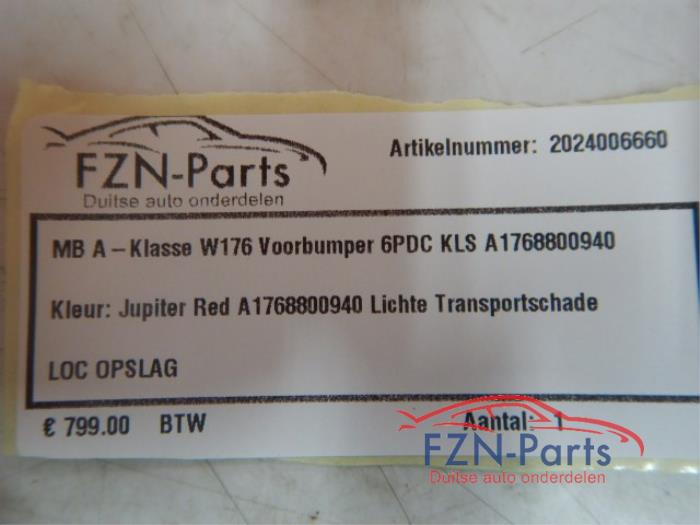 FZN-Parts
Duitse auto onderdelen
Artikelnummer: 2024006660
MB A - Klasse W176 Voorbumper 6PDC KLS A1768800940
Kleur: Jupiter Red A1768800940 Lichte Transportschade
LOC OPSLAG
€ 799.00 BTW
Aantal: 1
FZN-Parts
Duitse auto onderdelen